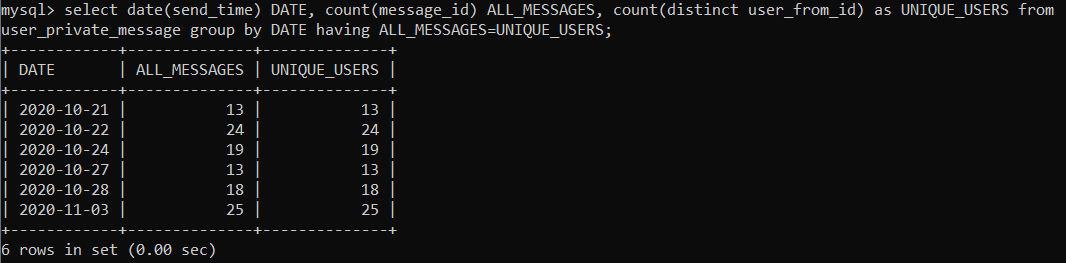 mysql> select date(send_time) DATE, count(message_id) ALL_MESSAGES, count(distinct user_from_id) as UNIQUE_USERS from
user_private_message group by DATE having ALL_MESSAGES=UNIQUE_USERS;
+------------+--------------+--------------+
| DATE       | ALL_MESSAGES | UNIQUE_USERS |
+------------+--------------+--------------+
| 2020-10-21 |           13 |           13 |
| 2020-10-22 |           24 |           24 |
| 2020-10-24 |           19 |           19 |
| 2020-10-27 |           13 |           13 |
| 2020-10-28 |           18 |           18 |
| 2020-11-03 |           25 |           25 |
+------------+--------------+--------------+
6 rows in set (0.00 sec)